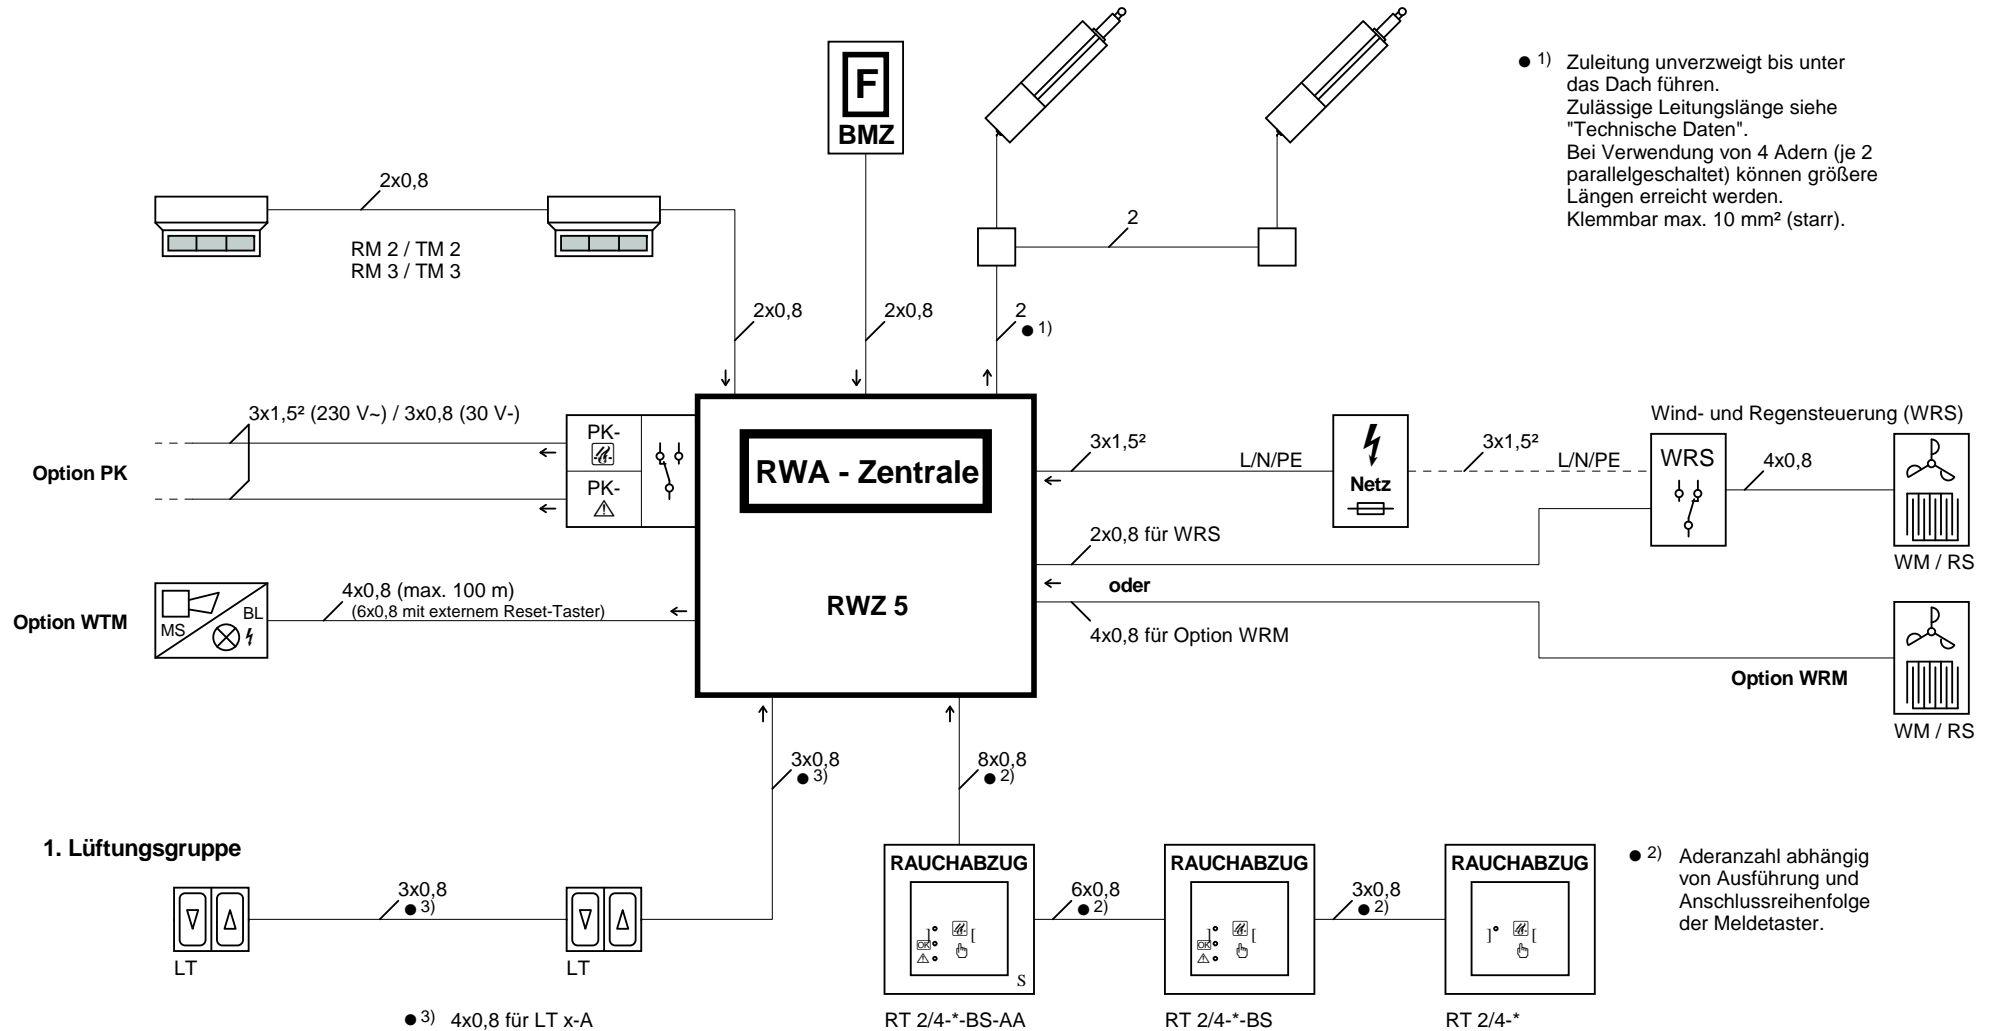 F
BMZ
● 1) Zuleitung unverzweigt bis unter
das Dach führen.
Zulässige Leitungslänge siehe
"Technische Daten".
Bei Verwendung von 4 Adern (je 2
parallelgeschaltet) können größere
Längen erreicht werden.
Klemmbar max. 10 mm² (starr).
2x0,8
RM 2 / TM 2
RM 3 / TM 3
2
2x0,8
2x0,8
2
● 1)
3x1,5² (230 V~) / 3x0,8 (30 V-)
Option PK
PK-
PK-
RWA - Zentrale
RWZ 5
3x1,5²
L/N/PE
Netz
3x1,5²
L/N/PE
Wind- und Regensteuerung (WRS)
WRS
4x0,8
WM / RS
2x0,8 für WRS
oder
4x0,8 für Option WRM
Option WRM
WM / RS
Option WTM
MS
BL
4x0,8 (max. 100 m)
(6x0,8 mit externem Reset-Taster)
3x0,8
● 3)
8x0,8
● 2)
1. Lüftungsgruppe
LT
3x0,8
● 3)
LT
● 3) 4x0,8 für LT x-A
RAUCHABZUG
OK
S
RT 2/4-*-BS-AA
6x0,8
● 2)
RAUCHABZUG
OK
RT 2/4-*-BS
3x0,8
● 2)
RAUCHABZUG
RT 2/4-*
● 2) Aderanzahl abhängig
von Ausführung und
Anschlussreihenfolge
der Meldetaster.